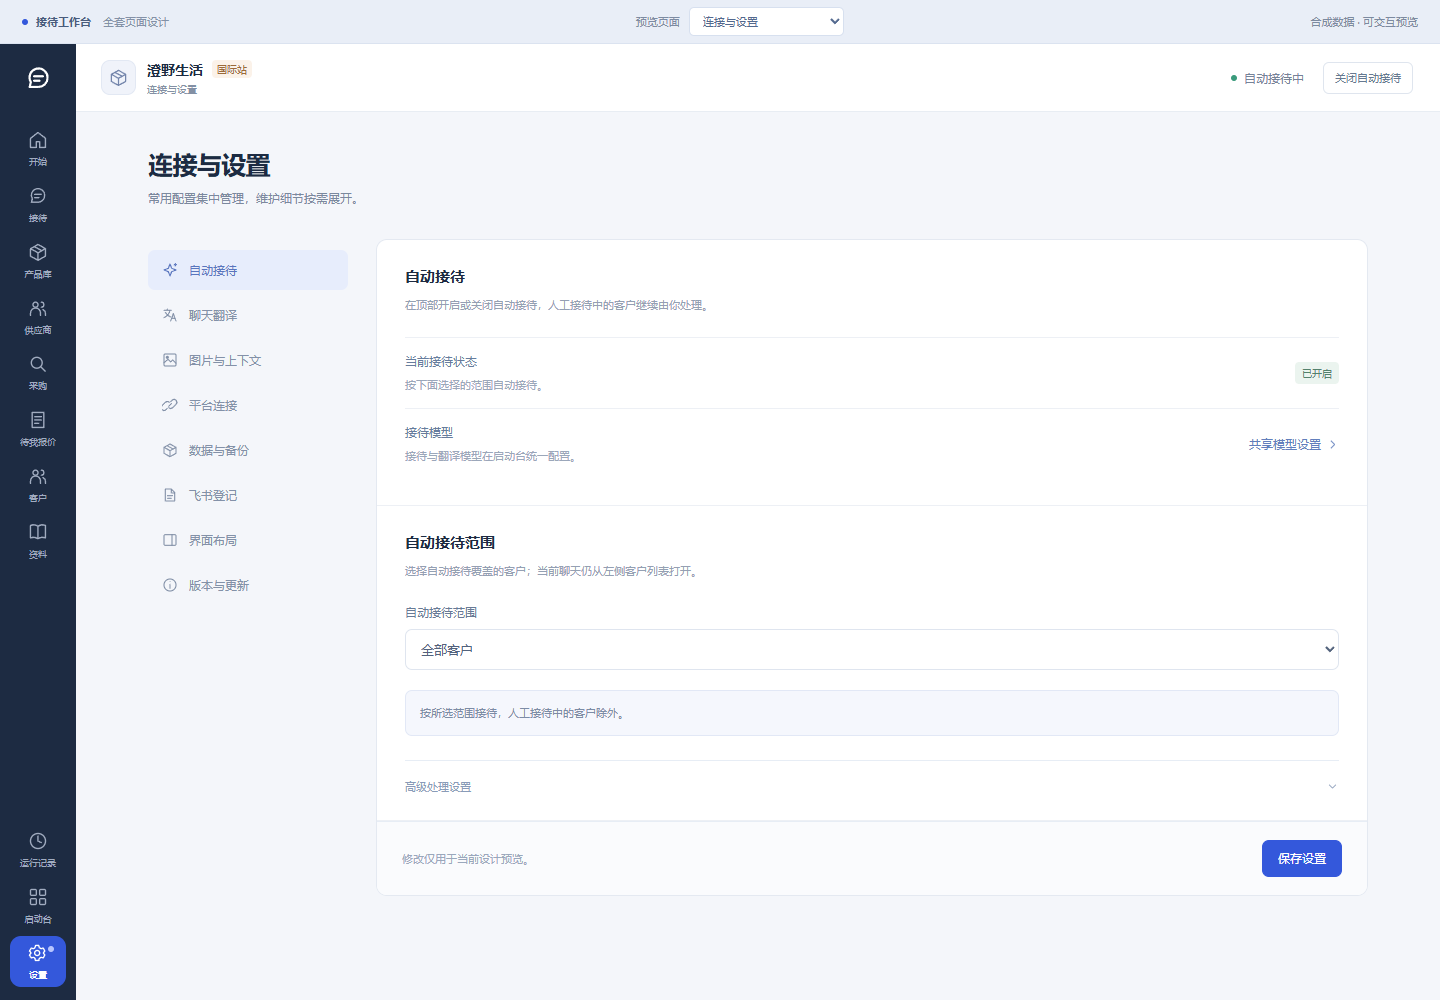 接待工作台 全套页面设计
预览页面 连接与设置
合成数据 · 可交互预览
澄野生活 国际站
连接与设置
自动接待中
关闭自动接待
开始
接待
产品库
供应商
采购
待我报价
客户
资料
运行记录
启动台
设置
连接与设置
常用配置集中管理，维护细节按需展开。
自动接待
聊天翻译
图片与上下文
平台连接
数据与备份
飞书登记
界面布局
版本与更新
自动接待
在顶部开启或关闭自动接待，人工接待中的客户继续由你处理。
当前接待状态
按下面选择的范围自动接待。
已开启
接待模型
接待与翻译模型在启动台统一配置。
共享模型设置
自动接待范围
选择自动接待覆盖的客户；当前聊天仍从左侧客户列表打开。
自动接待范围
全部客户
按所选范围接待，人工接待中的客户除外。
高级处理设置
修改仅用于当前设计预览。
保存设置